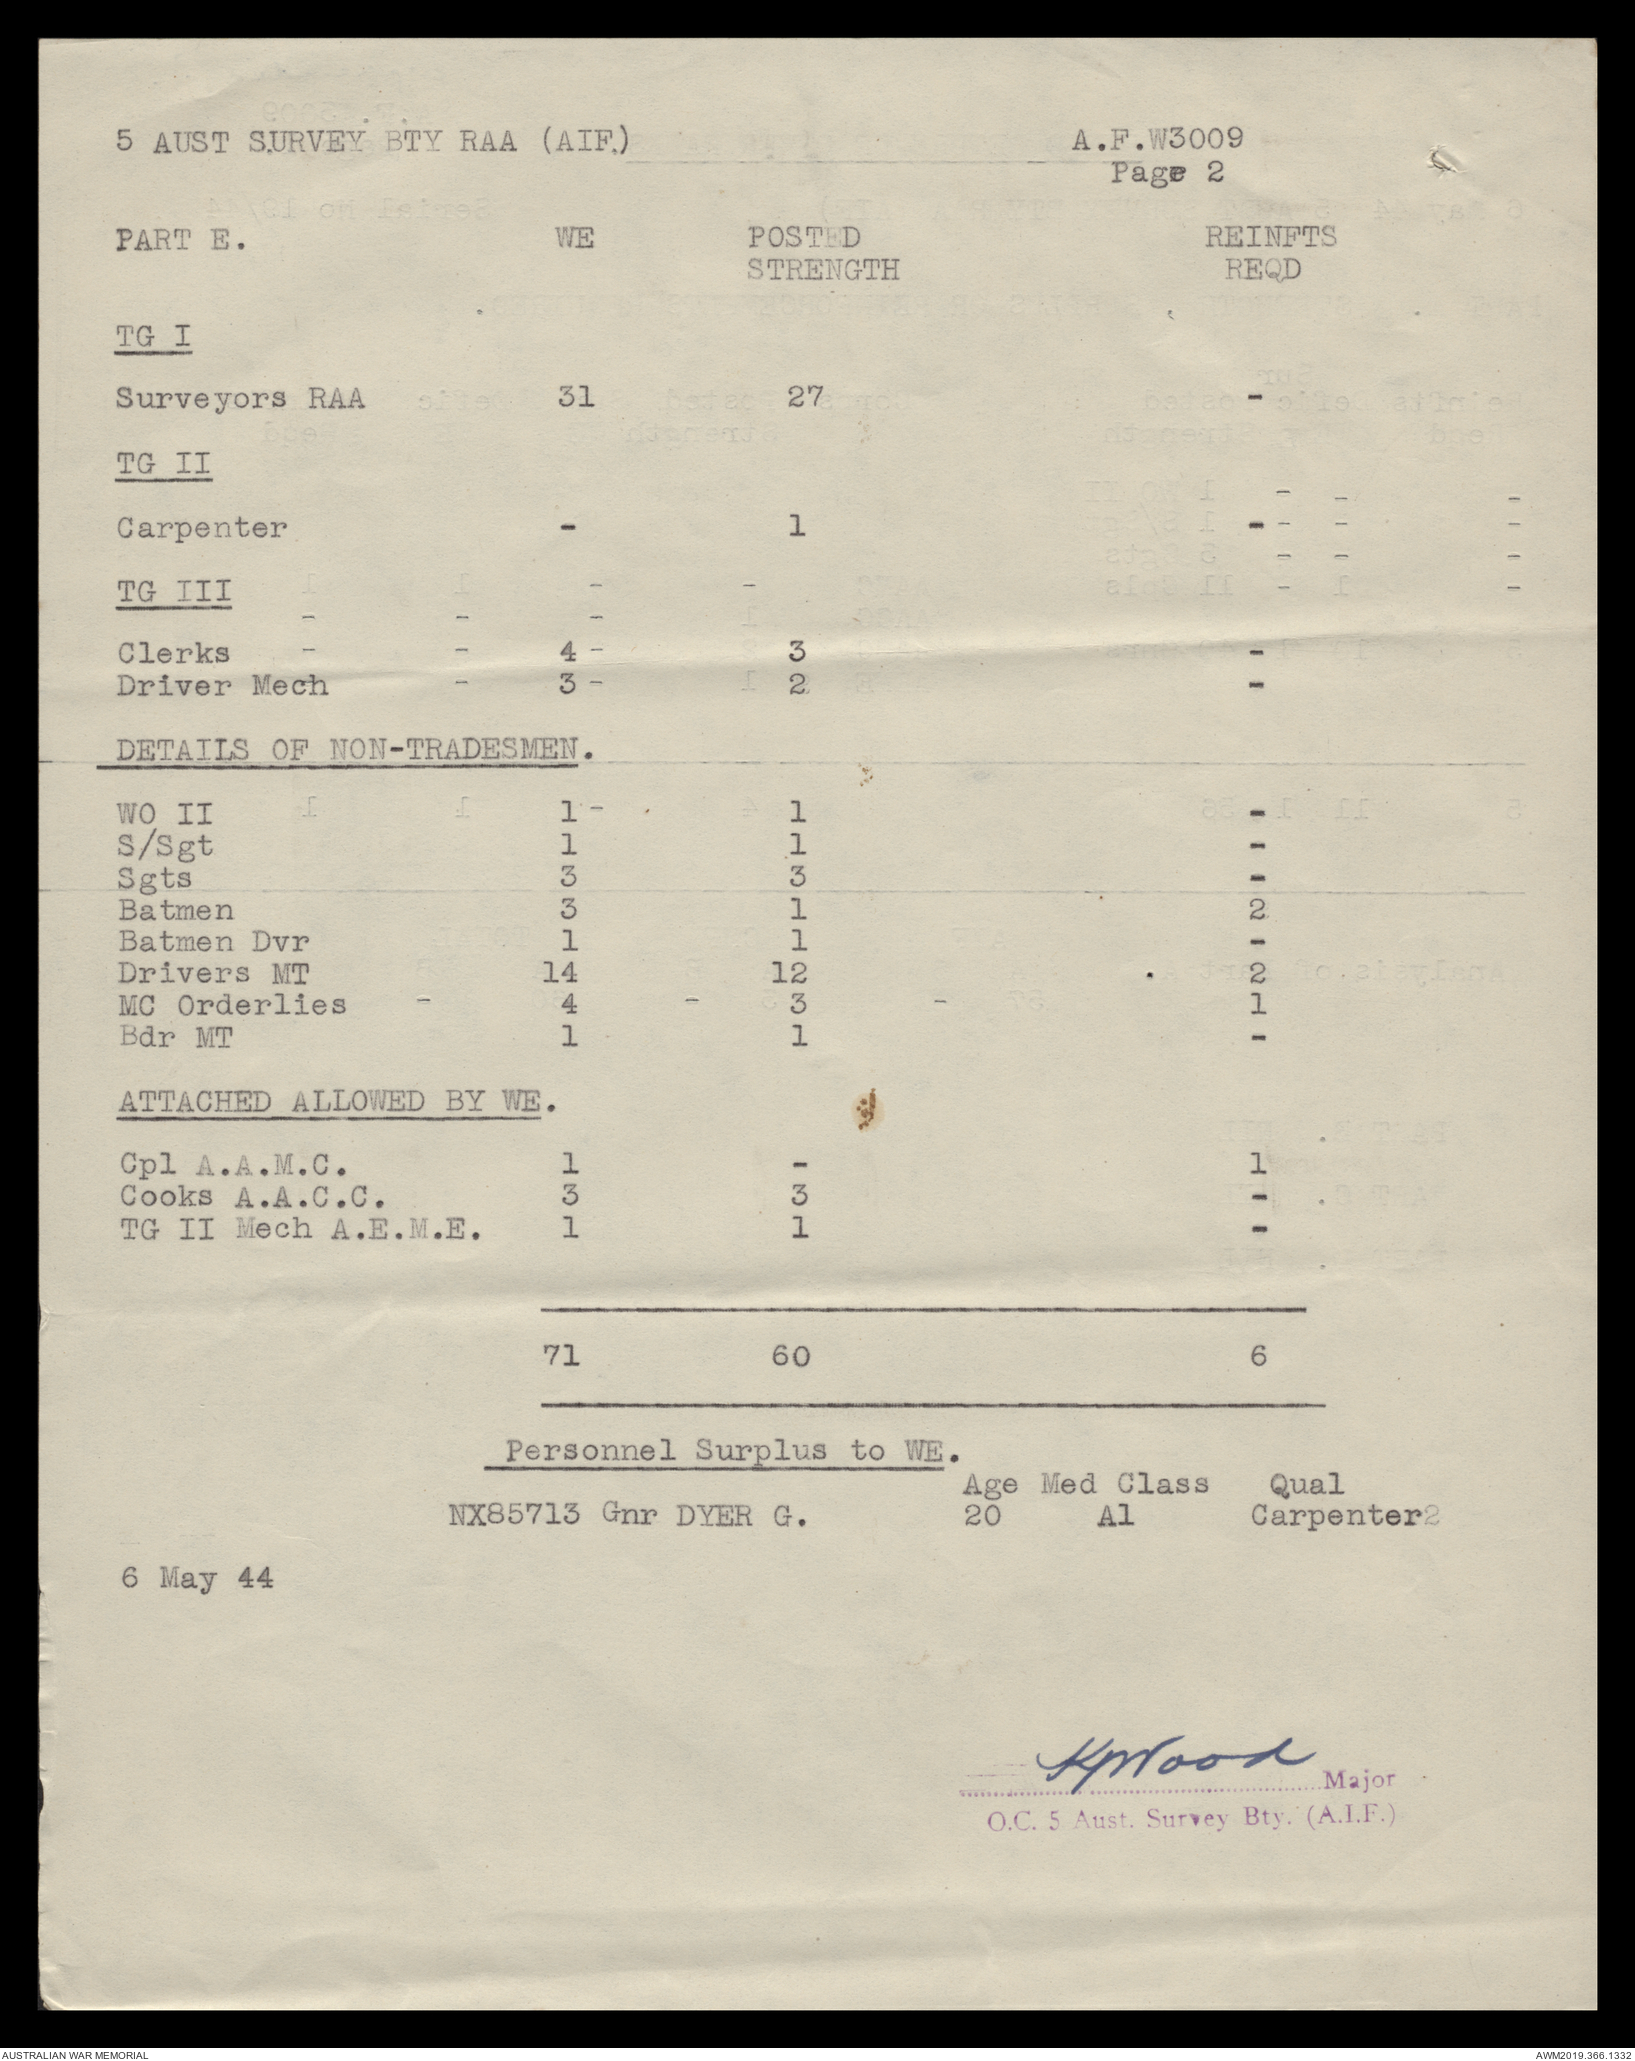 5 AUST SURVEY BTY RAA (AIF) A.F.W3009
Page 2
PART E. WE POSTED STRENGTH REINFTS REQD
TG I
Surveyors RAA 31 27 -
TG II
Carpenter - 1 -
TG III
Clerks 4 3 -
Driver Mech 3 2 -
DETAILS OF NON-TRADESMEN.
WO II 1 1 -
S/Sgt 1 1 -
Sgts 3 3 -
Batmen 3 1 2
Batmen Dvr 1 1 -
Drivers MT 14 12 2
MC Orderlies 4 3 1
Bdr MT 1 1 -
ATTACHED ALLOWED BY WE.
Cpl A.A.M.C. 1 - 1
Cooks A.A.C.C. 3 3 -
TG II Mech A.E.M.E. 1 1 -
71 60 6
Personnel Surplus to WE.
Age Med Class Qual
NX85713 Gnr DYER G. 20 A1 Carpenter2
6 May 44
KPWood Major
O.C. 5 Aust. Survey Bty. (A.I.F.)
AUSTRALIAN WAR MEMORIAL AWM2019.366.1332